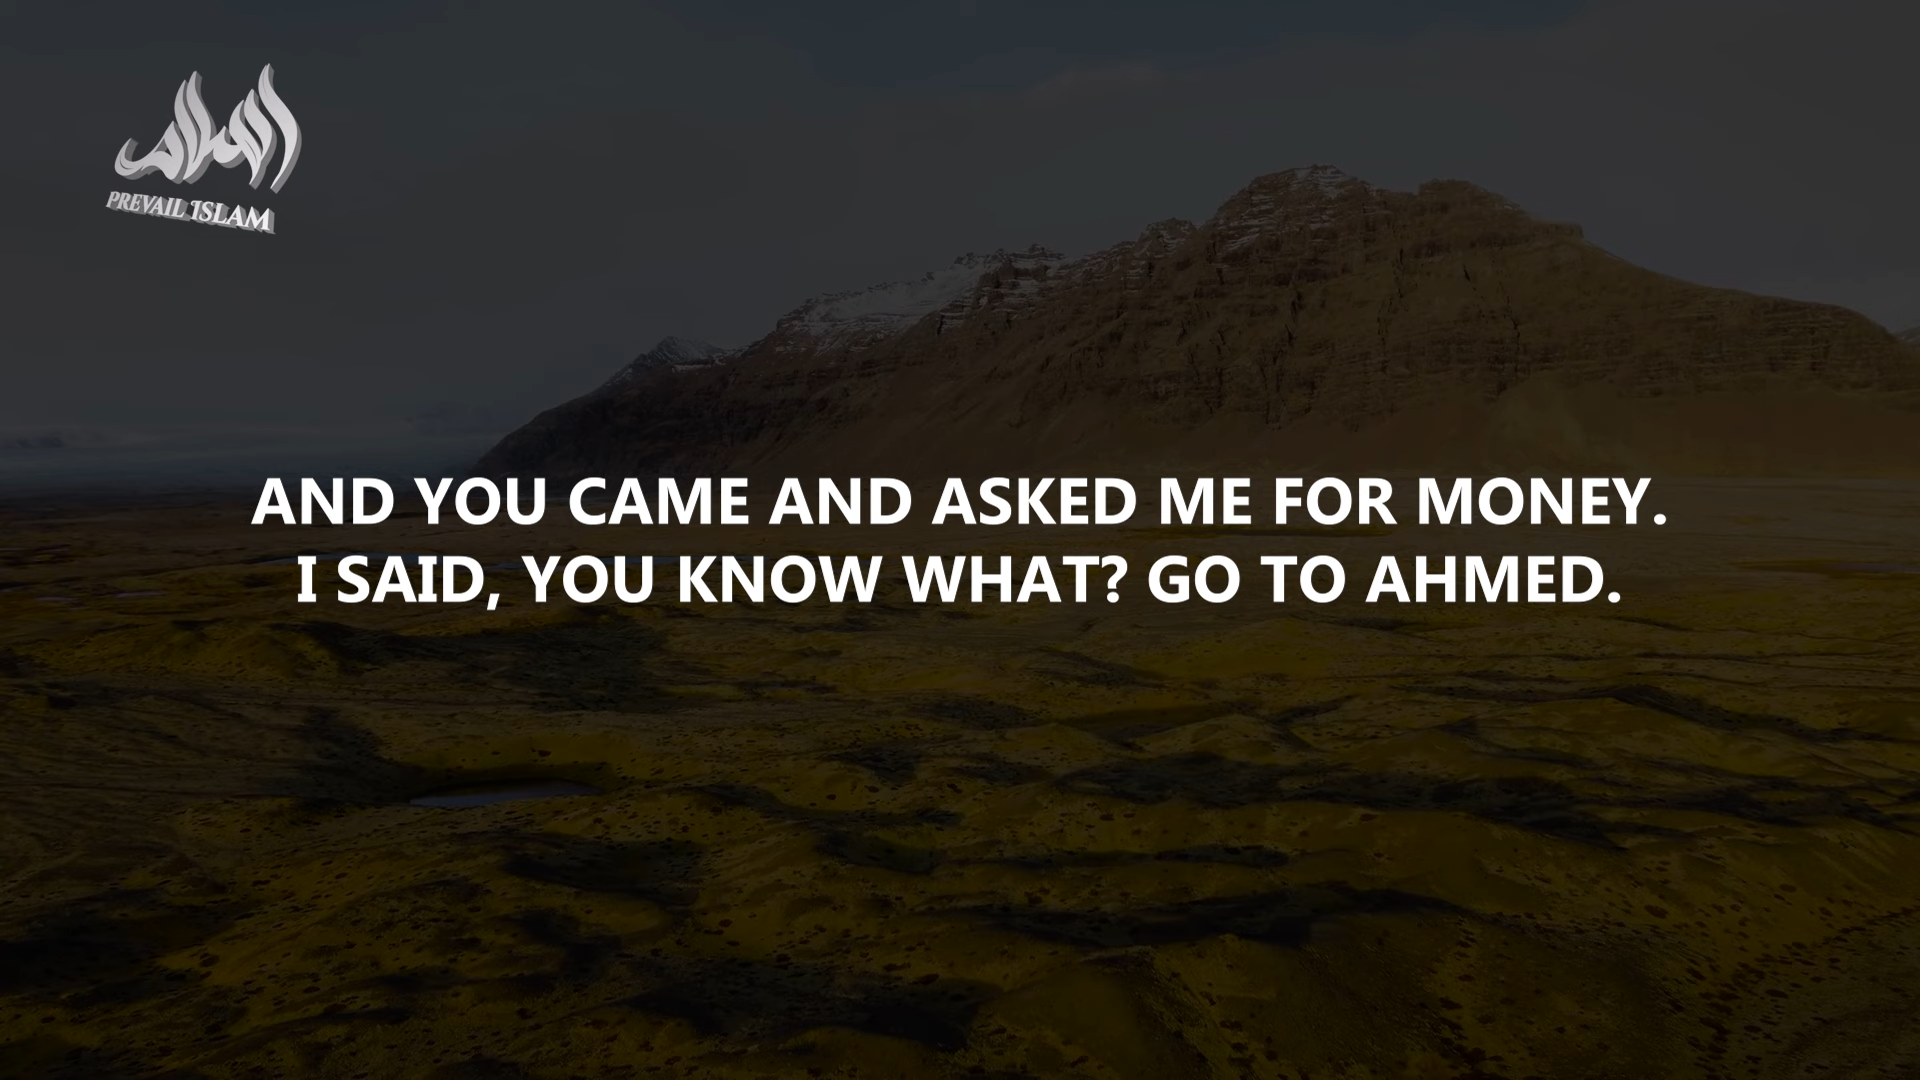 PREVAIL ISLAM
AND YOU CAME AND ASKED ME FOR MONEY.
I SAID, YOU KNOW WHAT? GO TO AHMED.